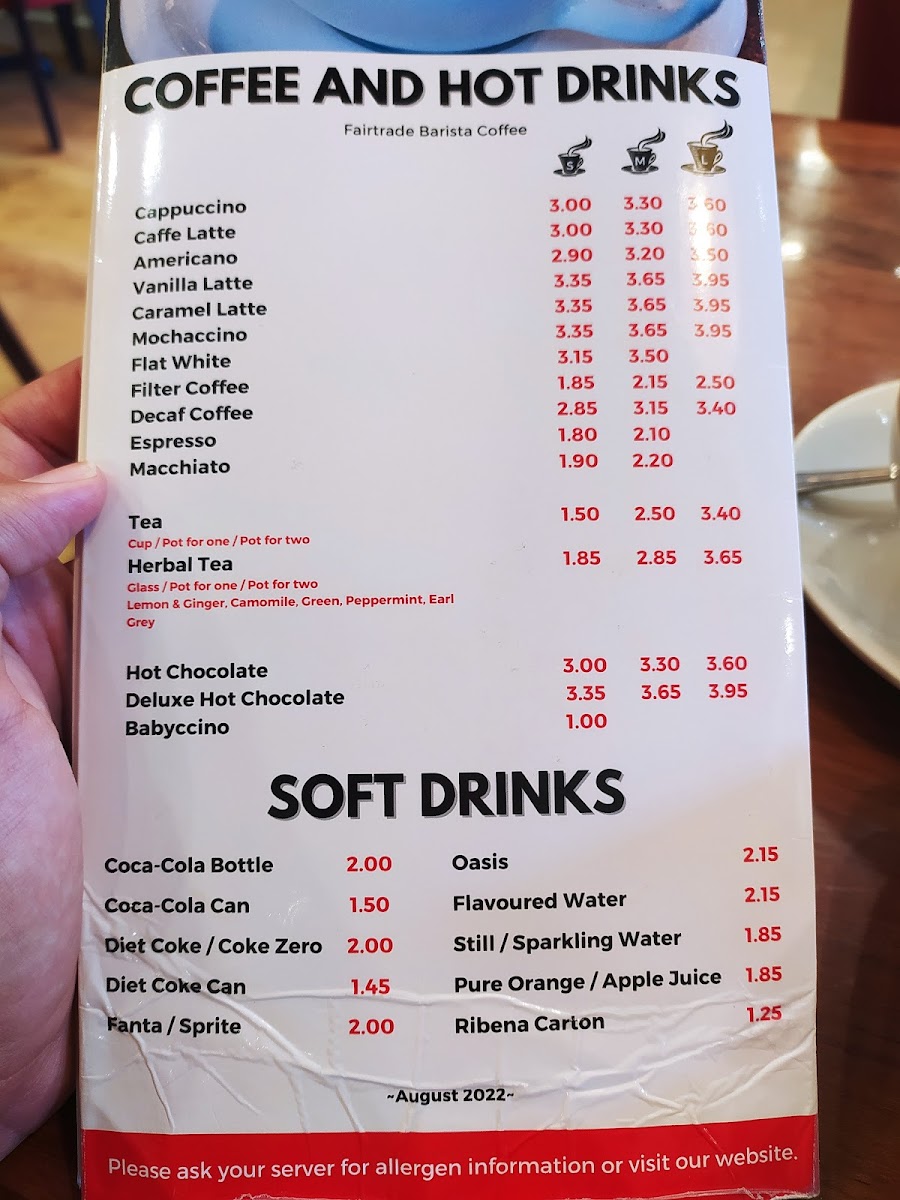 COFFEE AND HOT DRINKS
Fairtrade Barista Coffee
S M L
Cappuccino 3.00 3.30 3.60
Caffe Latte 3.00 3.30 3.60
Americano 2.90 3.20 3.50
Vanilla Latte 3.35 3.65 3.95
Caramel Latte 3.35 3.65 3.95
Mochaccino 3.35 3.65 3.95
Flat White 3.15 3.50
Filter Coffee 1.85 2.15 2.50
Decaf Coffee 2.85 3.15 3.40
Espresso 1.80 2.10
Macchiato 1.90 2.20
Tea 1.50 2.50 3.40
Cup / Pot for one / Pot for two
Herbal Tea 1.85 2.85 3.65
Glass / Pot for one / Pot for two
Lemon & Ginger, Camomile, Green, Peppermint, Earl
Grey
Hot Chocolate 3.00 3.30 3.60
Deluxe Hot Chocolate 3.35 3.65 3.95
Babyccino 1.00
SOFT DRINKS
Coca-Cola Bottle 2.00 Oasis 2.15
Coca-Cola Can 1.50 Flavoured Water 2.15
Diet Coke / Coke Zero 2.00 Still / Sparkling Water 1.85
Diet Coke Can 1.45 Pure Orange / Apple Juice 1.85
Fanta / Sprite 2.00 Ribena Carton 1.25
~August 2022~
Please ask your server for allergen information or visit our website.